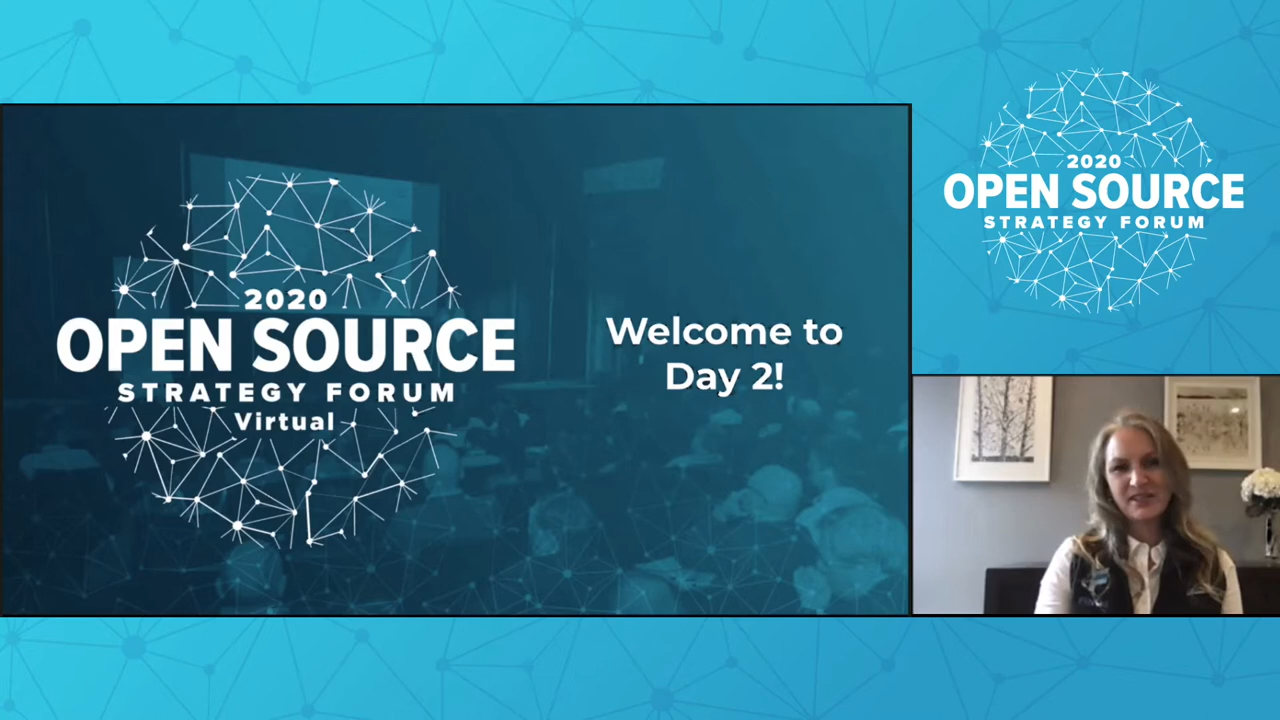 2020
OPEN SOURCE
STRATEGY FORUM
Virtual
Welcome to
Day 2!
2020
OPEN SOURCE
STRATEGY FORUM